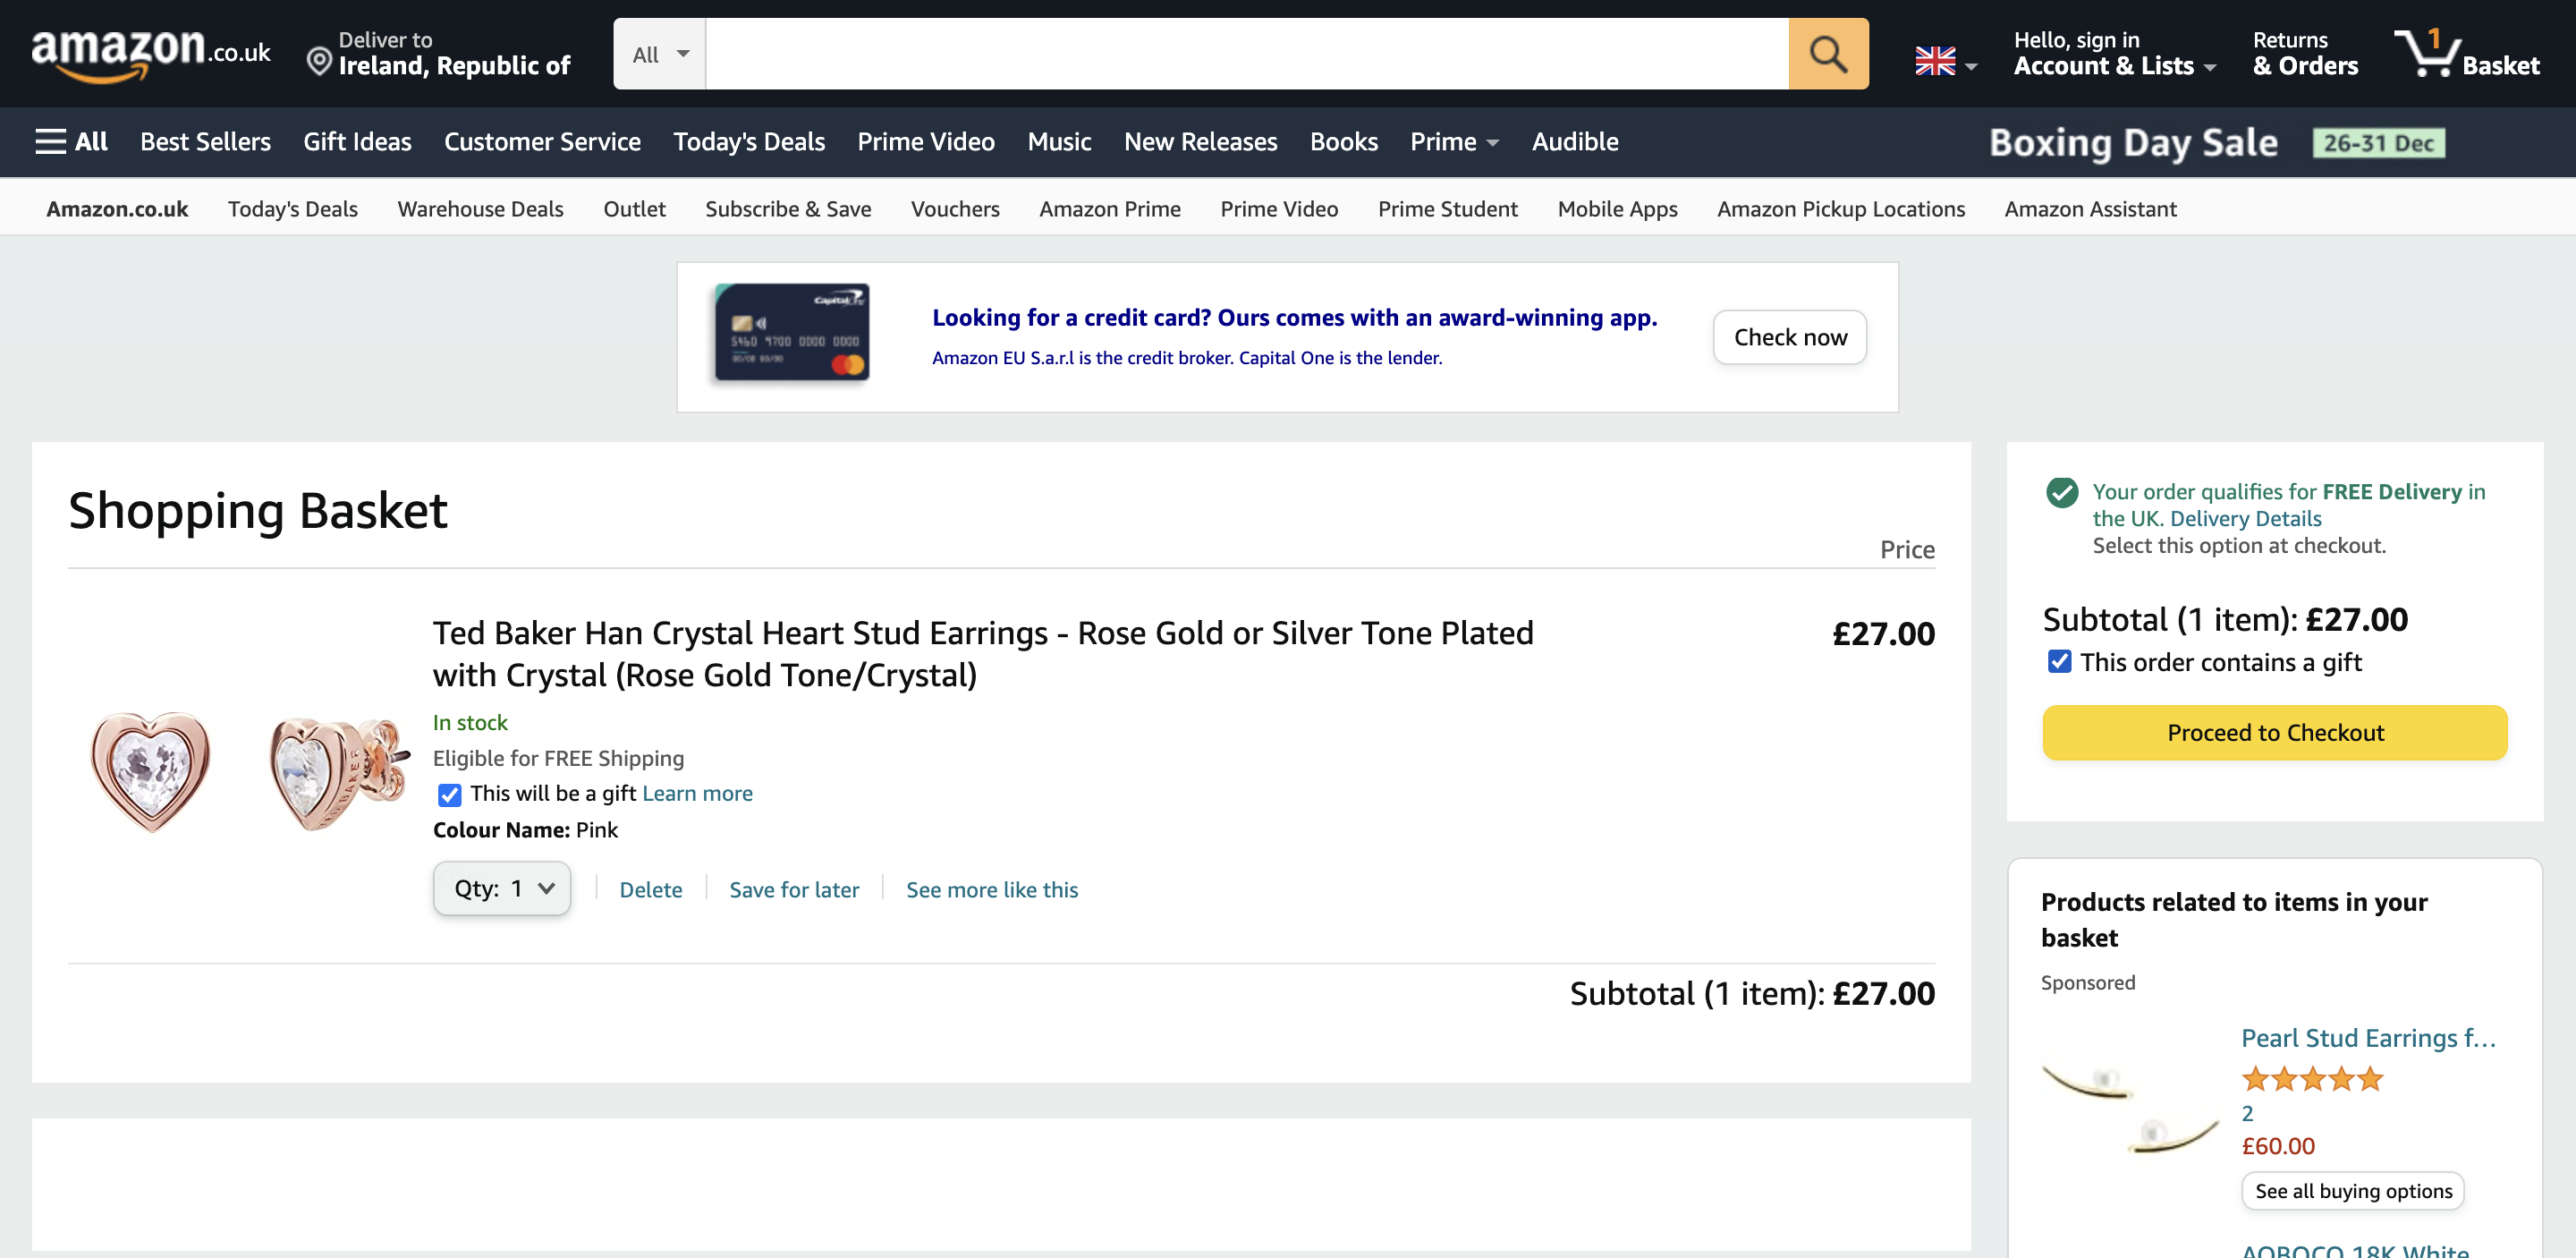 amazon.co.uk
Deliver to
Ireland, Republic of
All
Hello, sign in
Account & Lists
Returns
& Orders
1
Basket
All Best Sellers Gift Ideas Customer Service Today's Deals Prime Video Music New Releases Books Prime Audible
Boxing Day Sale 26-31 Dec
Amazon.co.uk Today's Deals Warehouse Deals Outlet Subscribe & Save Vouchers Amazon Prime Prime Video Prime Student Mobile Apps Amazon Pickup Locations Amazon Assistant
Capital One
5460 9700 0000 0000
Looking for a credit card? Ours comes with an award-winning app.
Amazon EU S.a.r.l is the credit broker. Capital One is the lender.
Check now
Shopping Basket
Price
Ted Baker Han Crystal Heart Stud Earrings - Rose Gold or Silver Tone Plated
with Crystal (Rose Gold Tone/Crystal)
£27.00
In stock
Eligible for FREE Shipping
This will be a gift Learn more
Colour Name: Pink
Qty: 1
Delete
Save for later
See more like this
Subtotal (1 item): £27.00
Your order qualifies for FREE Delivery in
the UK. Delivery Details
Select this option at checkout.
Subtotal (1 item): £27.00
This order contains a gift
Proceed to Checkout
Products related to items in your
basket
Sponsored
Pearl Stud Earrings f...
2
£60.00
See all buying options
AOBOCO 18K White